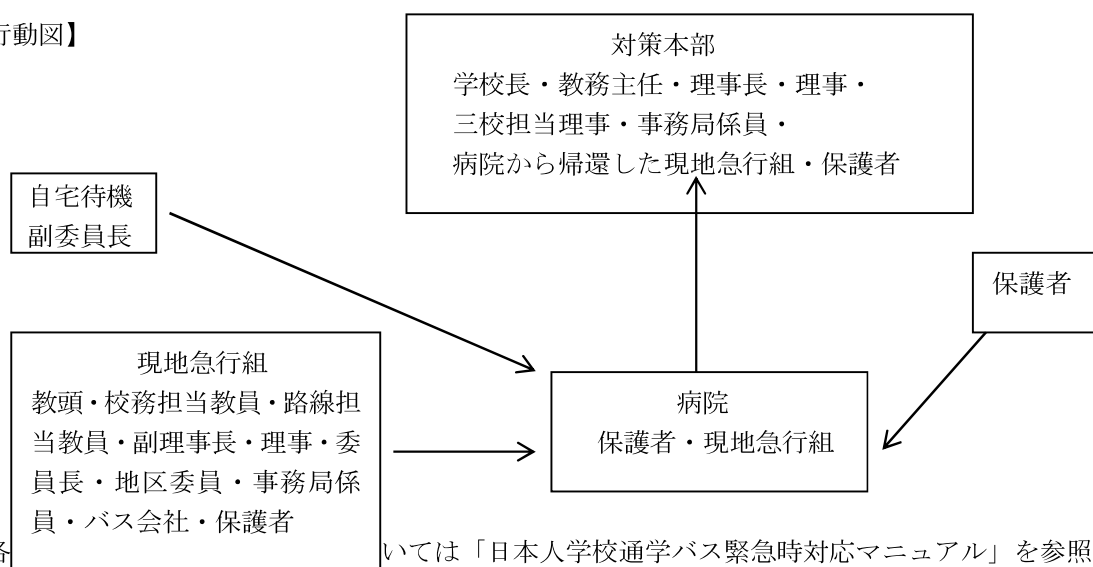 行動図】
対策本部
学校長・教務主任・理事長・理事・
三校担当理事・事務局係員・
病院から帰還した現地急行組・保護者
自宅待機
副委員長
保護者
現地急行組
教頭・校務担当教員・路線担
当教員・副理事長・理事・委
員長・地区委員・事務局係
員・バス会社・保護者
病院
保護者・現地急行組
各
いては「日本人学校通学バス緊急時対応マニュアル」を参照